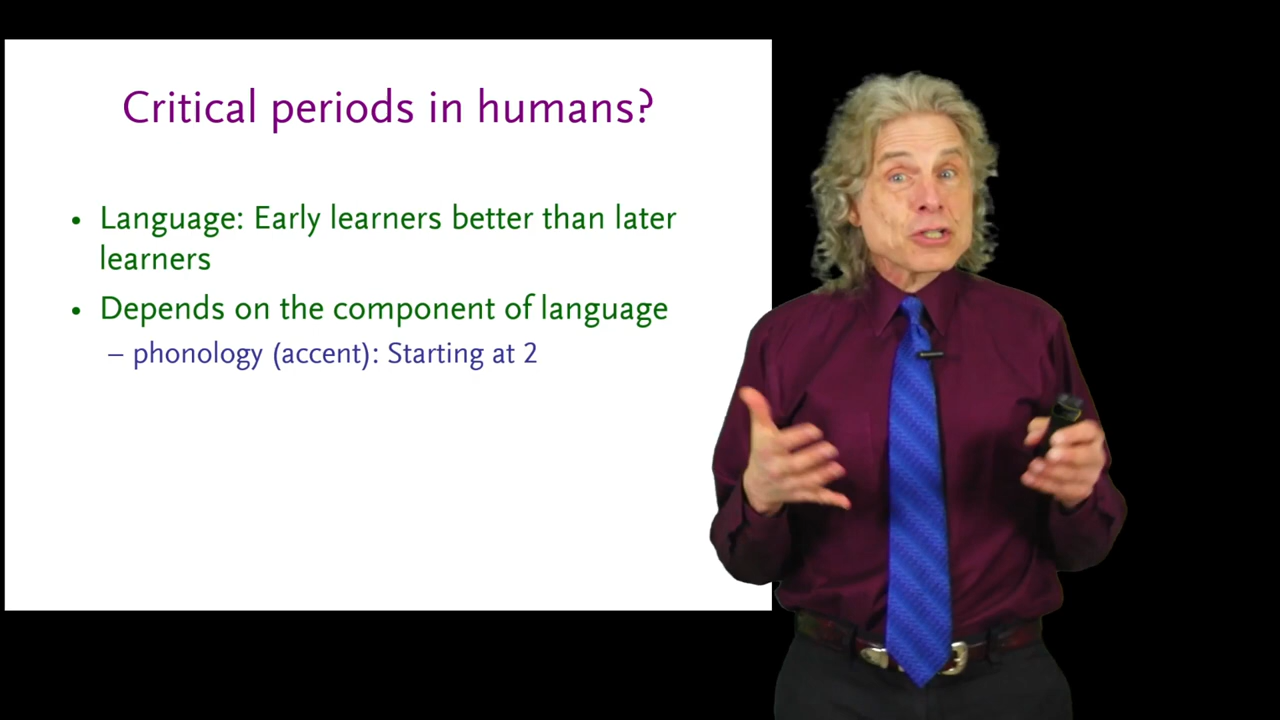 Critical periods in humans?
• Language: Early learners better than later
learners
• Depends on the component of language
– phonology (accent): Starting at 2